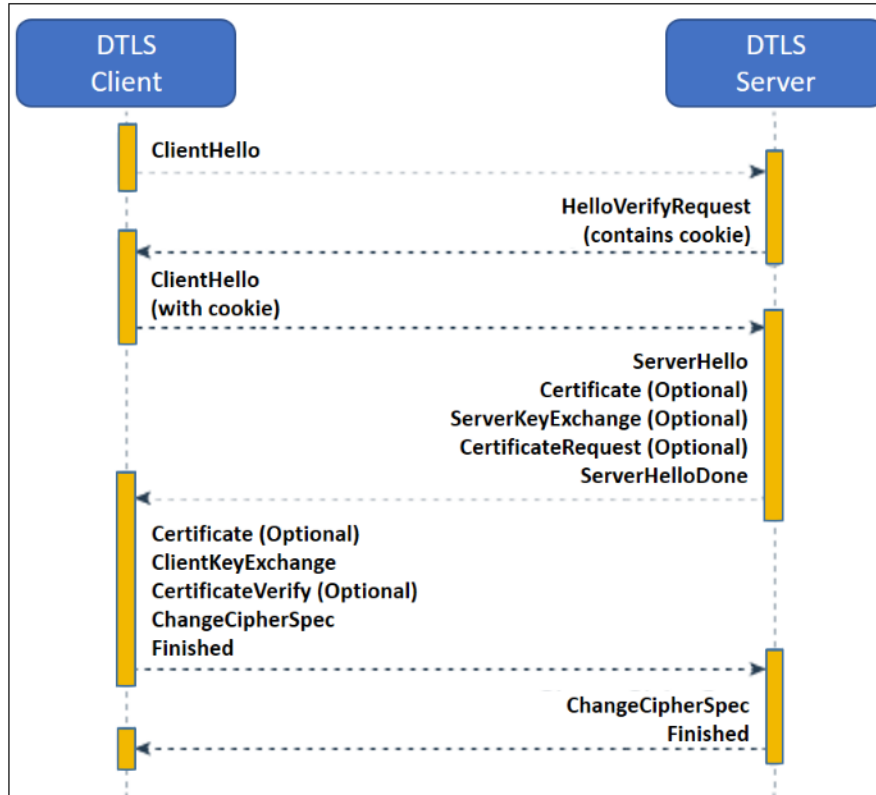 DTLS
Client
DTLS
Server
ClientHello
HelloVerifyRequest
(contains cookie)
ClientHello
(with cookie)
ServerHello
Certificate (Optional)
ServerKeyExchange (Optional)
CertificateRequest (Optional)
ServerHelloDone
Certificate (Optional)
ClientKeyExchange
CertificateVerify (Optional)
ChangeCipherSpec
Finished
ChangeCipherSpec
Finished